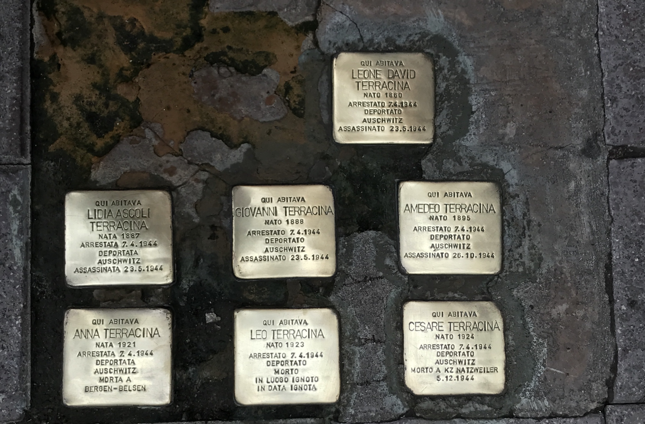 QUI ABITAVA
LEONE DAVID
TERRACINA
NATO 1880
ARRESTATO 7.4.1944
DEPORTATO
AUSCHWITZ
ASSASSINATO 23.5.1944
QUI ABITAVA
LIDIA ASCOLI
TERRACINA
NATA 1887
ARRESTATA 7.4.1944
DEPORTATA
AUSCHWITZ
ASSASSINATA 23.5.1944
QUI ABITAVA
GIOVANNI TERRACINA
NATO 1888
ARRESTATO 7.4.1944
DEPORTATO
AUSCHWITZ
ASSASSINATO 23.5.1944
QUI ABITAVA
AMEDEO TERRACINA
NATO 1895
ARRESTATO 7.4.1944
DEPORTATO
AUSCHWITZ
ASSASSINATO 26.10.1944
QUI ABITAVA
ANNA TERRACINA
NATA 1921
ARRESTATA 7.4.1944
DEPORTATA
AUSCHWITZ
MORTA A
BERGEN-BELSEN
QUI ABITAVA
LEO TERRACINA
NATO 1923
ARRESTATO 7.4.1944
DEPORTATO
MORTO
IN LUOGO IGNOTO
IN DATA IGNOTA
QUI ABITAVA
CESARE TERRACINA
NATO 1924
ARRESTATO 7.4.1944
DEPORTATO
AUSCHWITZ
MORTO A KZ NATZWEILER
5.12.1944